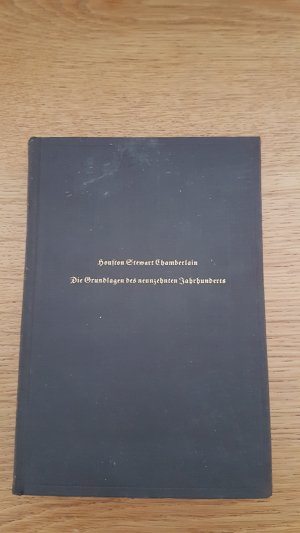 Houston Stewart Chamberlain
Die Grundlagen des neunzehnten Jahrhunderts